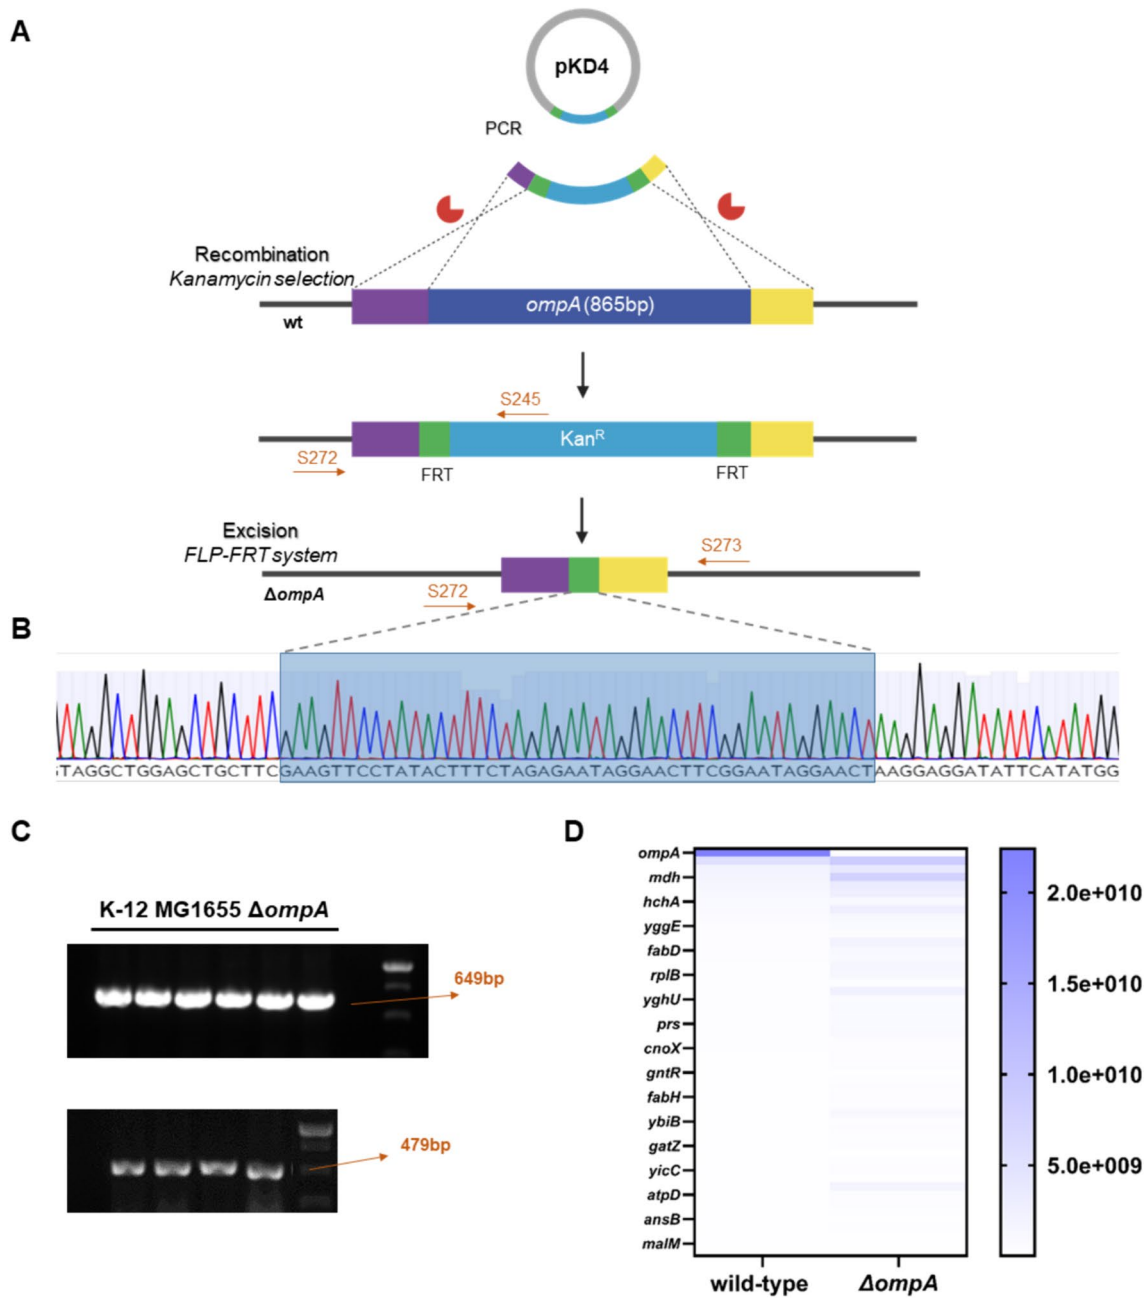 A
pKD4
PCR
Recombination
Kanamycin selection
ompA (865bp)
wt
S245
KanR
S272
FRT
FRT
Excision
FLP-FRT system
S273
ΔompA
S272
B
TAGGCTGGAGCTGCTTCGAAGTTCCTATACTTTCTAGAGAATAGGAACTTCGGAATAGGAACTAAGGAGGATATTCATATGG
C
K-12 MG1655 ΔompA
649bp
479bp
D
ompA
mdh
hchA
yggE
fabD
rplB
yghU
prs
cnoX
gntR
fabH
ybiB
gatZ
yicC
atpD
ansB
malM
wild-type
ΔompA
2.0e+010
1.5e+010
1.0e+010
5.0e+009